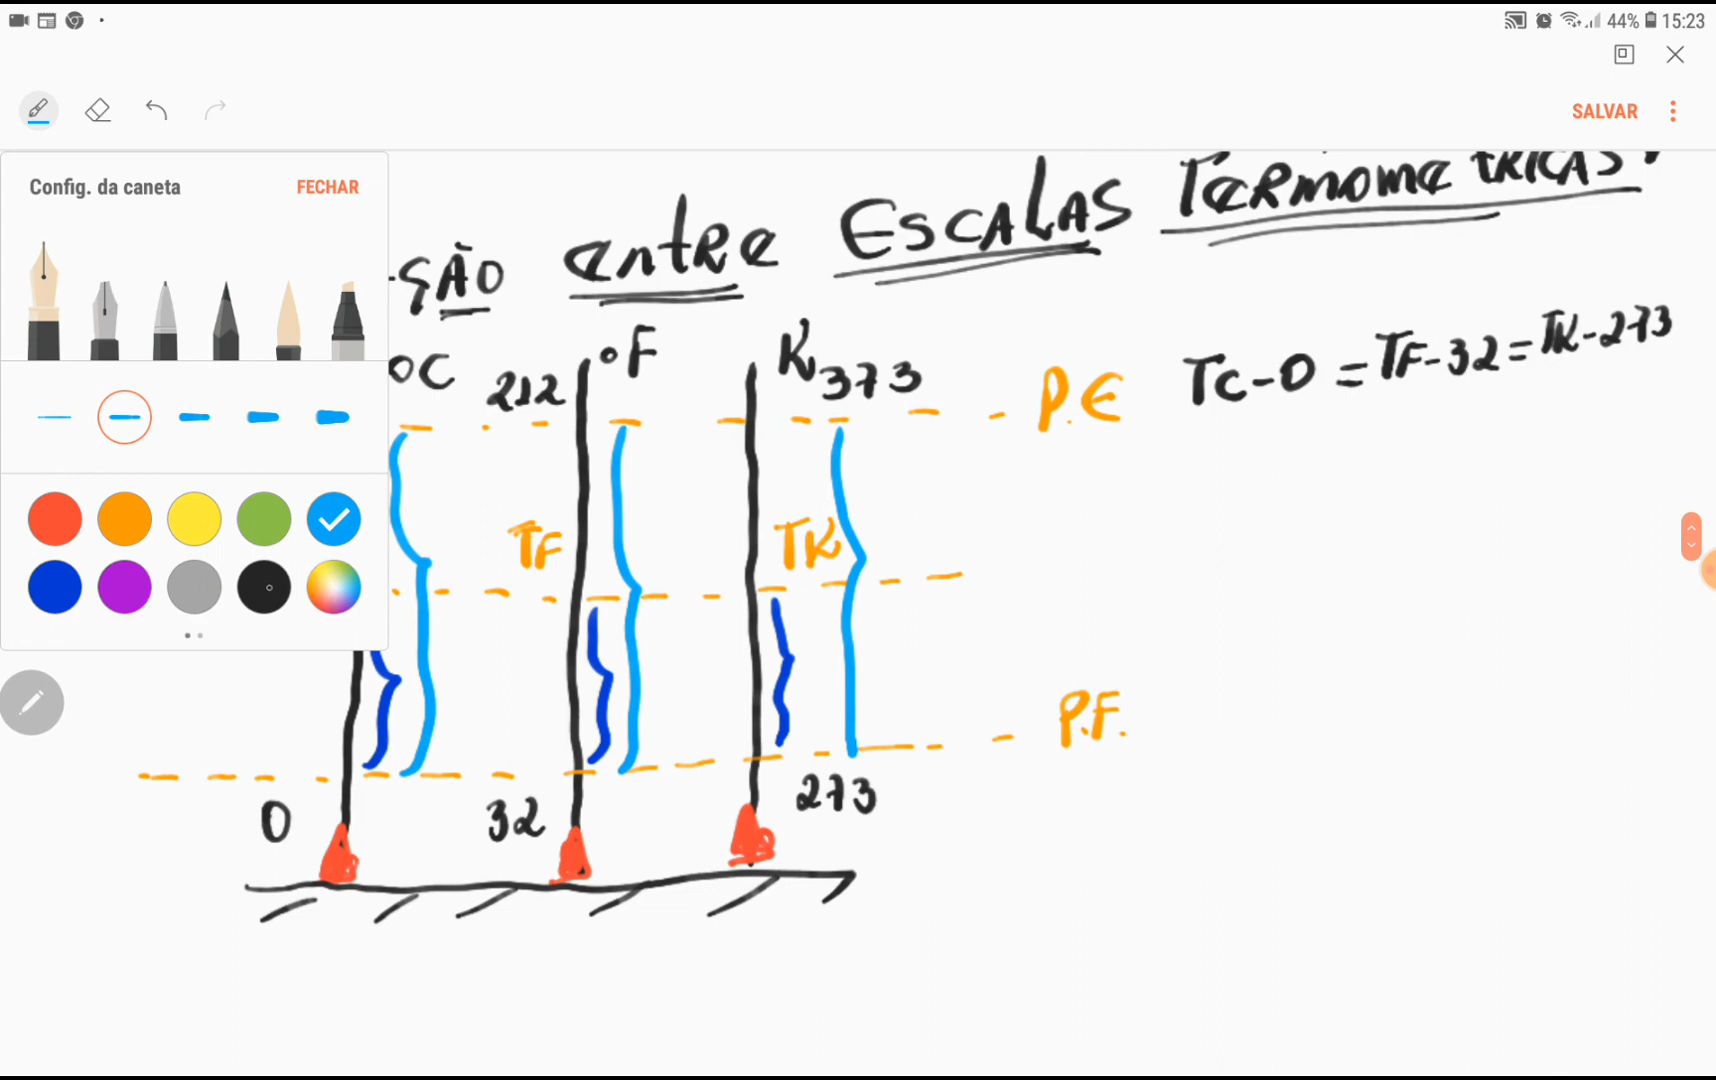 44% 15:23
SALVAR
Config. da caneta FECHAR
-ÇÃO entre ESCALAS TERMOMETRICAS
°C 212 °F K 373 P.E
TC-0 = TF-32 = TK-273
TF TK
P.F.
0 32 273